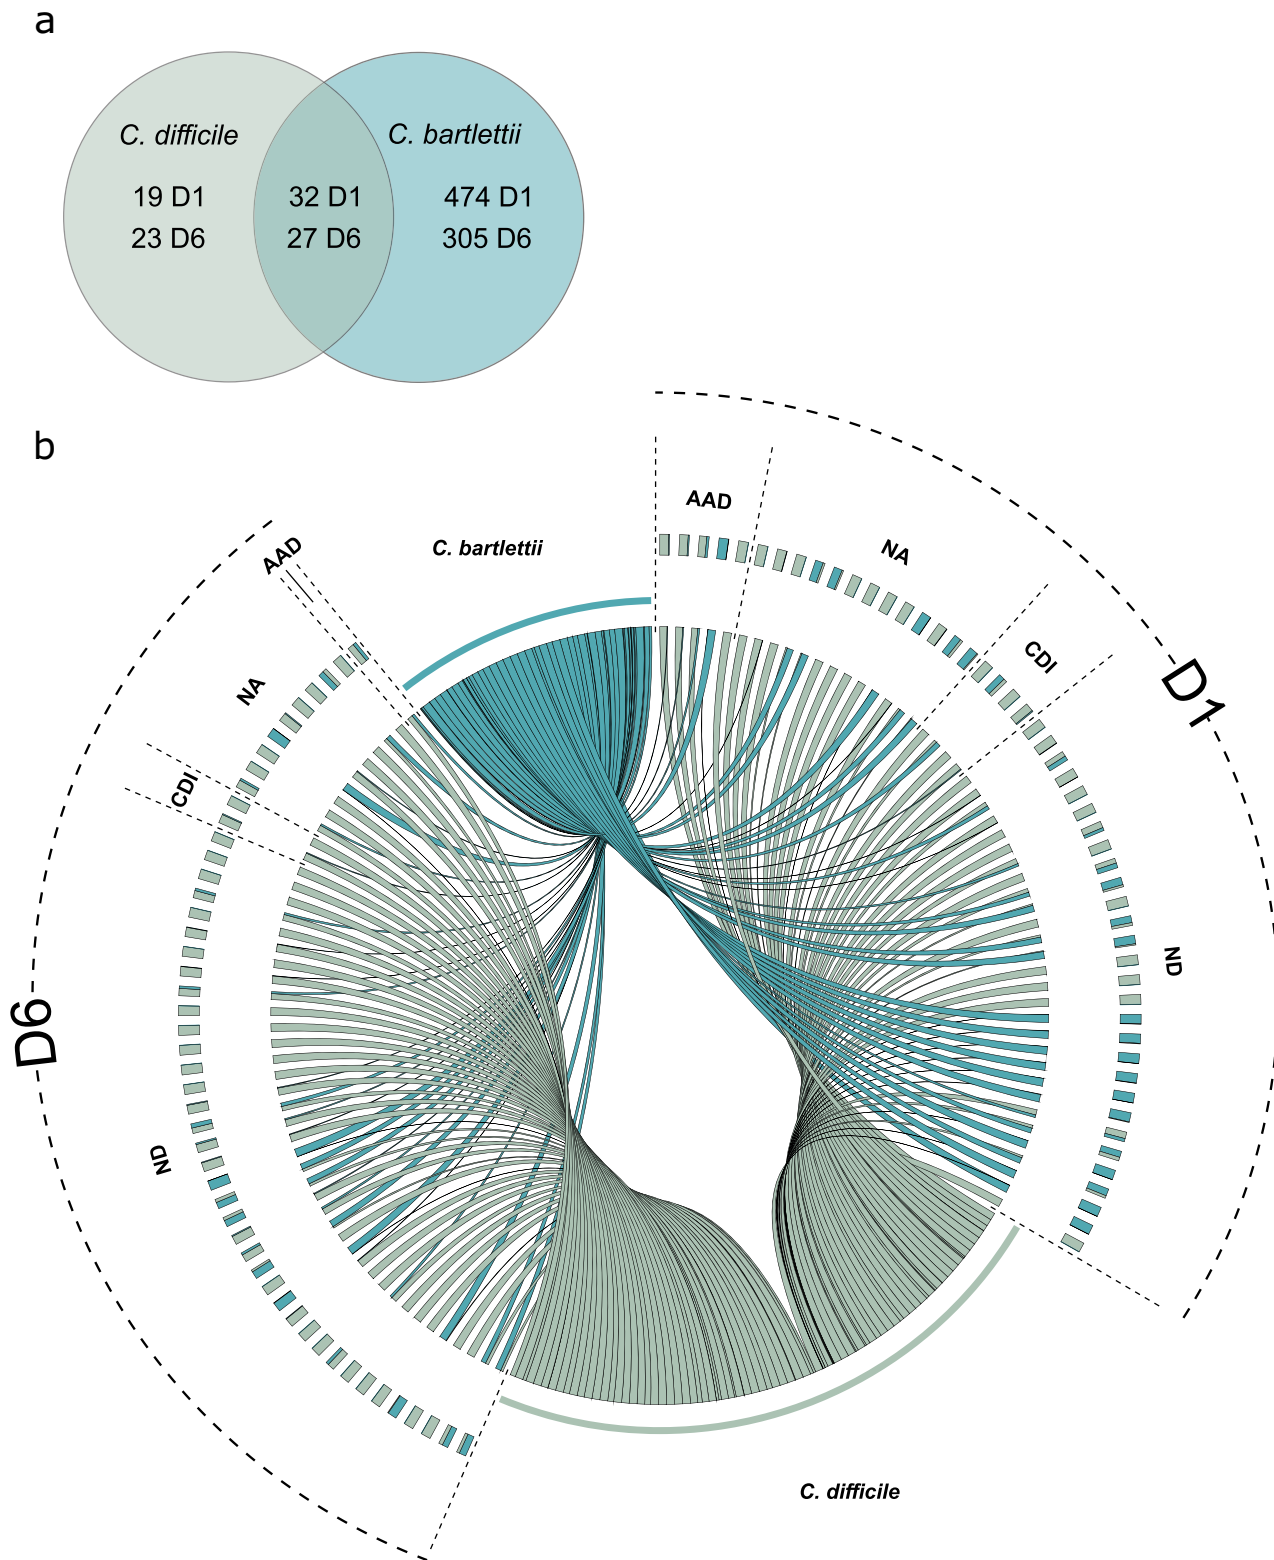 a
C. difficile
C. bartlettii
19 D1
32 D1
474 D1
23 D6
27 D6
305 D6
b
AAD
NA
CDI
D1
ND
C. bartlettii
AAD
NA
CDI
D6
ND
C. difficile